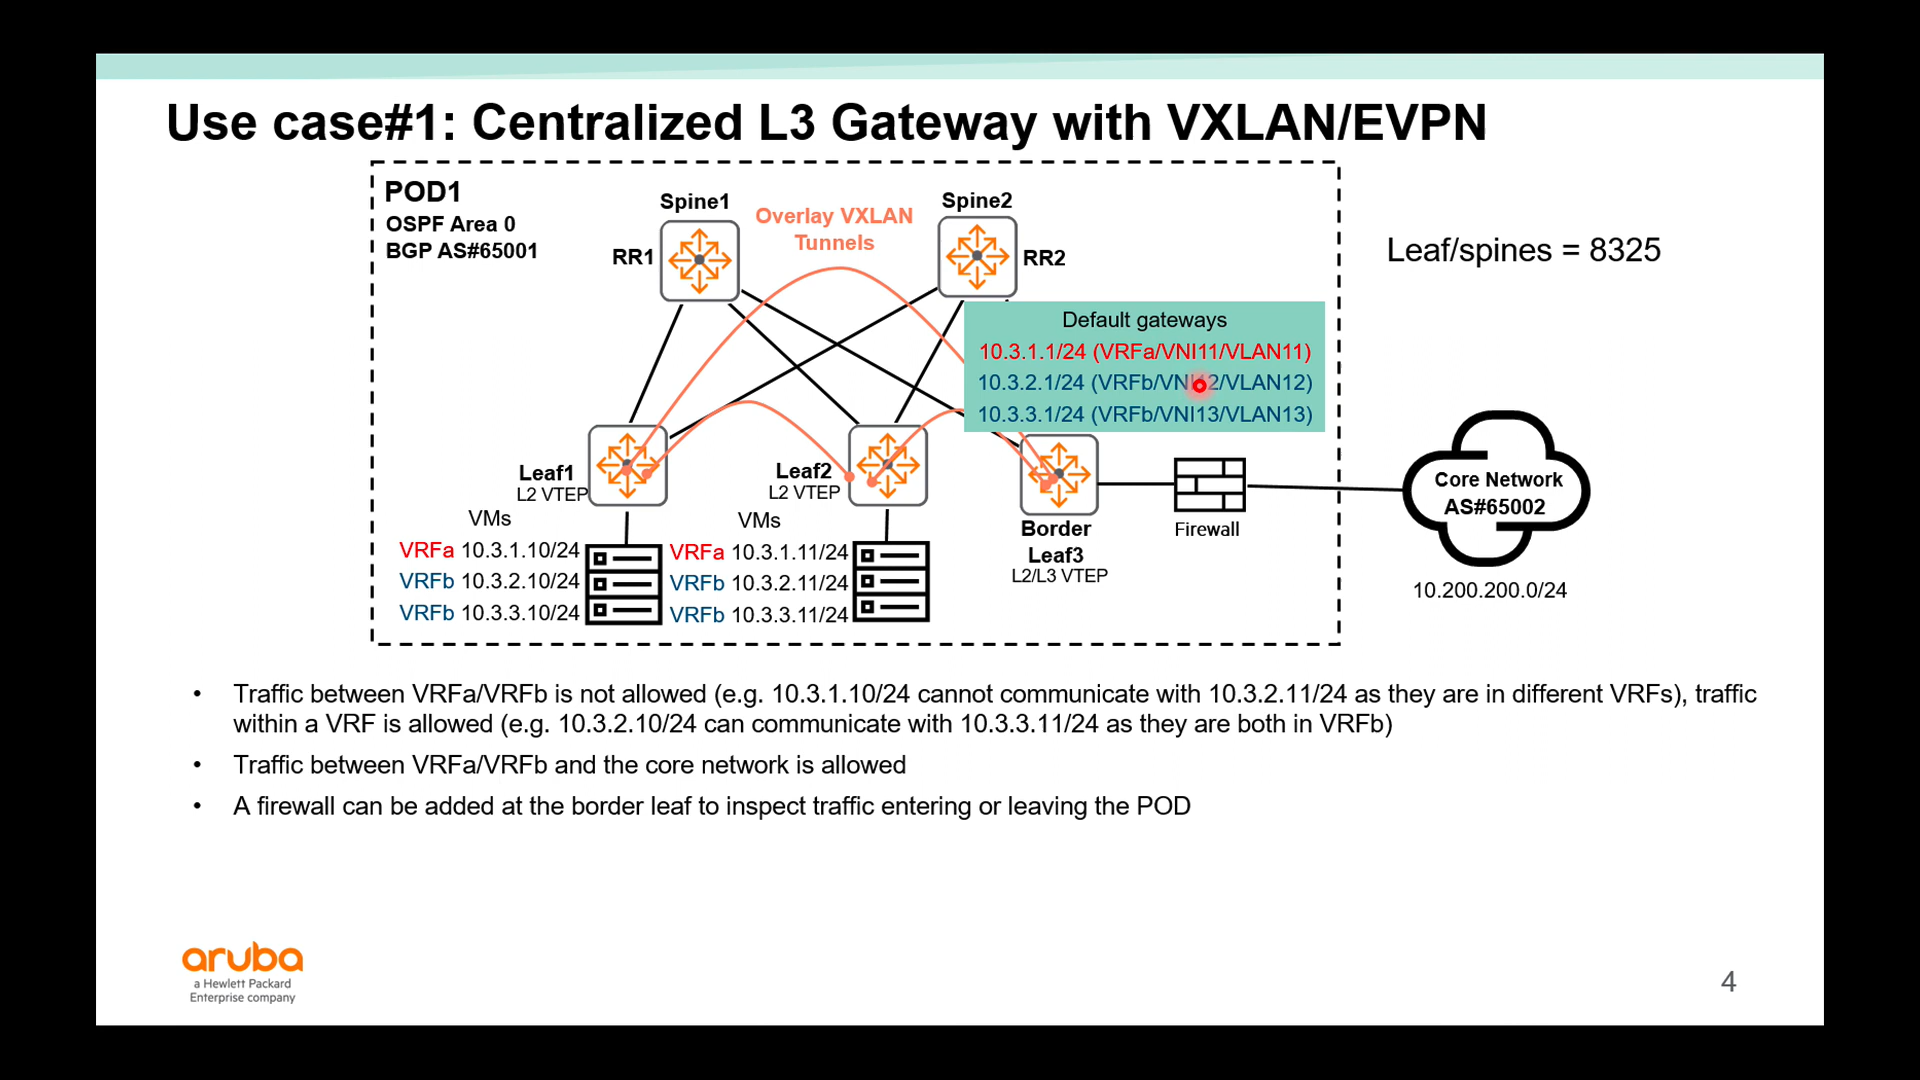 Use case#1: Centralized L3 Gateway with VXLAN/EVPN
POD1
OSPF Area 0
BGP AS#65001
Spine1
RR1
Overlay VXLAN
Tunnels
Spine2
RR2
Leaf/spines = 8325
Default gateways
10.3.1.1/24 (VRFa/VNI11/VLAN11)
10.3.2.1/24 (VRFb/VNI12/VLAN12)
10.3.3.1/24 (VRFb/VNI13/VLAN13)
Leaf1
L2 VTEP
VMs
VRFa 10.3.1.10/24
VRFb 10.3.2.10/24
VRFb 10.3.3.10/24
Leaf2
L2 VTEP
VMs
VRFa 10.3.1.11/24
VRFb 10.3.2.11/24
VRFb 10.3.3.11/24
Border
Leaf3
L2/L3 VTEP
Firewall
Core Network
AS#65002
10.200.200.0/24
• Traffic between VRFa/VRFb is not allowed (e.g. 10.3.1.10/24 cannot communicate with 10.3.2.11/24 as they are in different VRFs), traffic
within a VRF is allowed (e.g. 10.3.2.10/24 can communicate with 10.3.3.11/24 as they are both in VRFb)
• Traffic between VRFa/VRFb and the core network is allowed
• A firewall can be added at the border leaf to inspect traffic entering or leaving the POD
aruba
a Hewlett Packard
Enterprise company
4